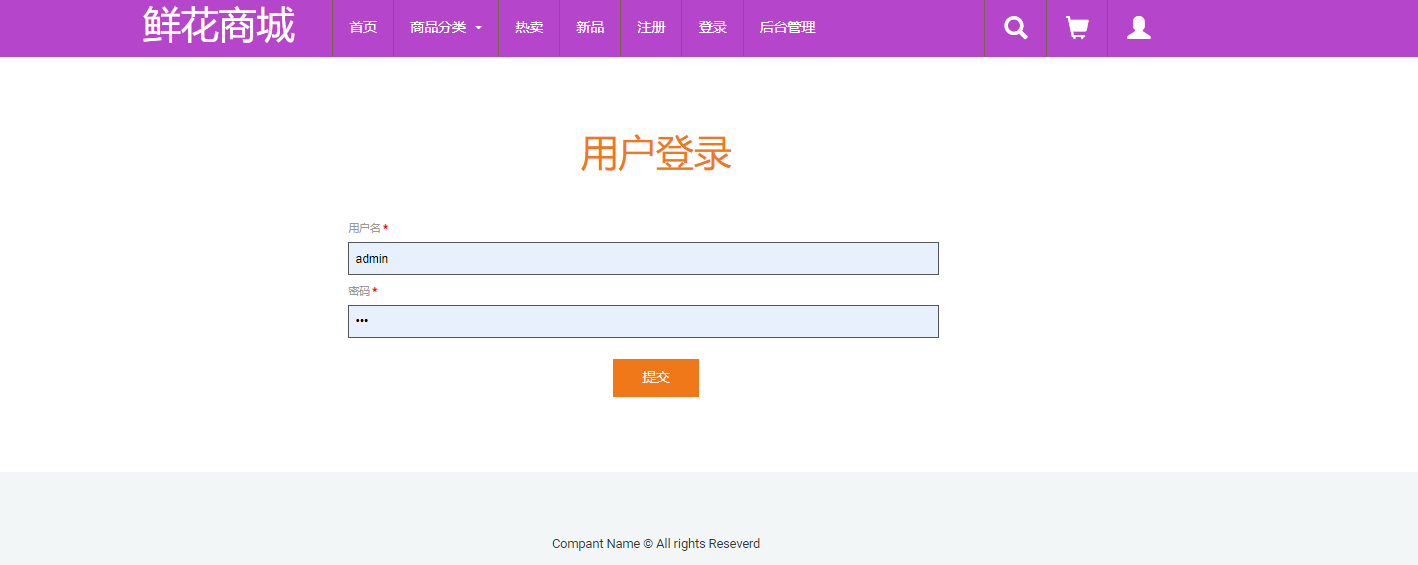 鲜花商城 首页 商品分类 热卖 新品 注册 登录 后台管理
用户登录
用户名 *
admin
密码 *
•••
提交
Compant Name © All rights Reseverd